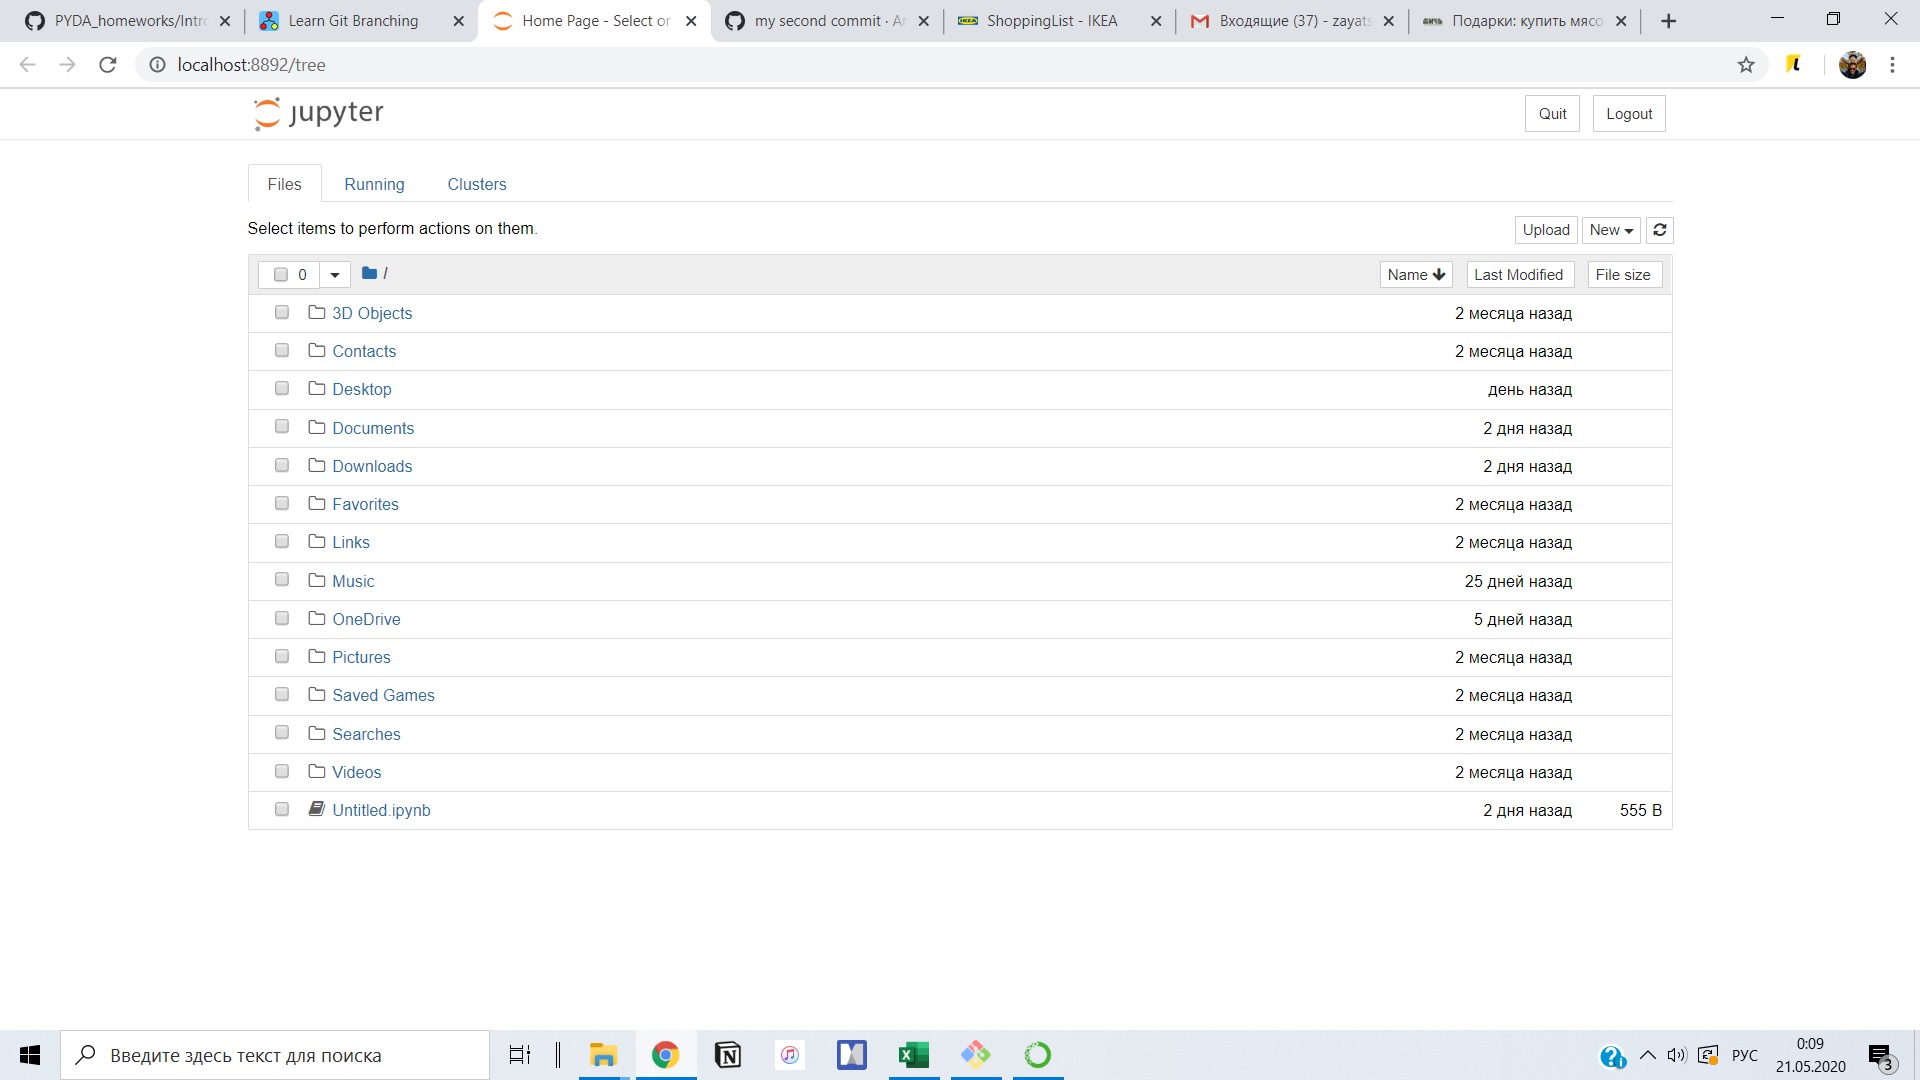 PYDA_homeworks/Intro
Learn Git Branching
Home Page - Select or
my second commit · Ar
ShoppingList - IKEA
Входящие (37) - zayats
Подарки: купить мясо
localhost:8892/tree
jupyter
Quit
Logout
Files
Running
Clusters
Select items to perform actions on them.
Upload
New
0
/
Name
Last Modified
File size
3D Objects 2 месяца назад
Contacts 2 месяца назад
Desktop день назад
Documents 2 дня назад
Downloads 2 дня назад
Favorites 2 месяца назад
Links 2 месяца назад
Music 25 дней назад
OneDrive 5 дней назад
Pictures 2 месяца назад
Saved Games 2 месяца назад
Searches 2 месяца назад
Videos 2 месяца назад
Untitled.ipynb 2 дня назад 555 B
Введите здесь текст для поиска
РУС
0:09
21.05.2020
3